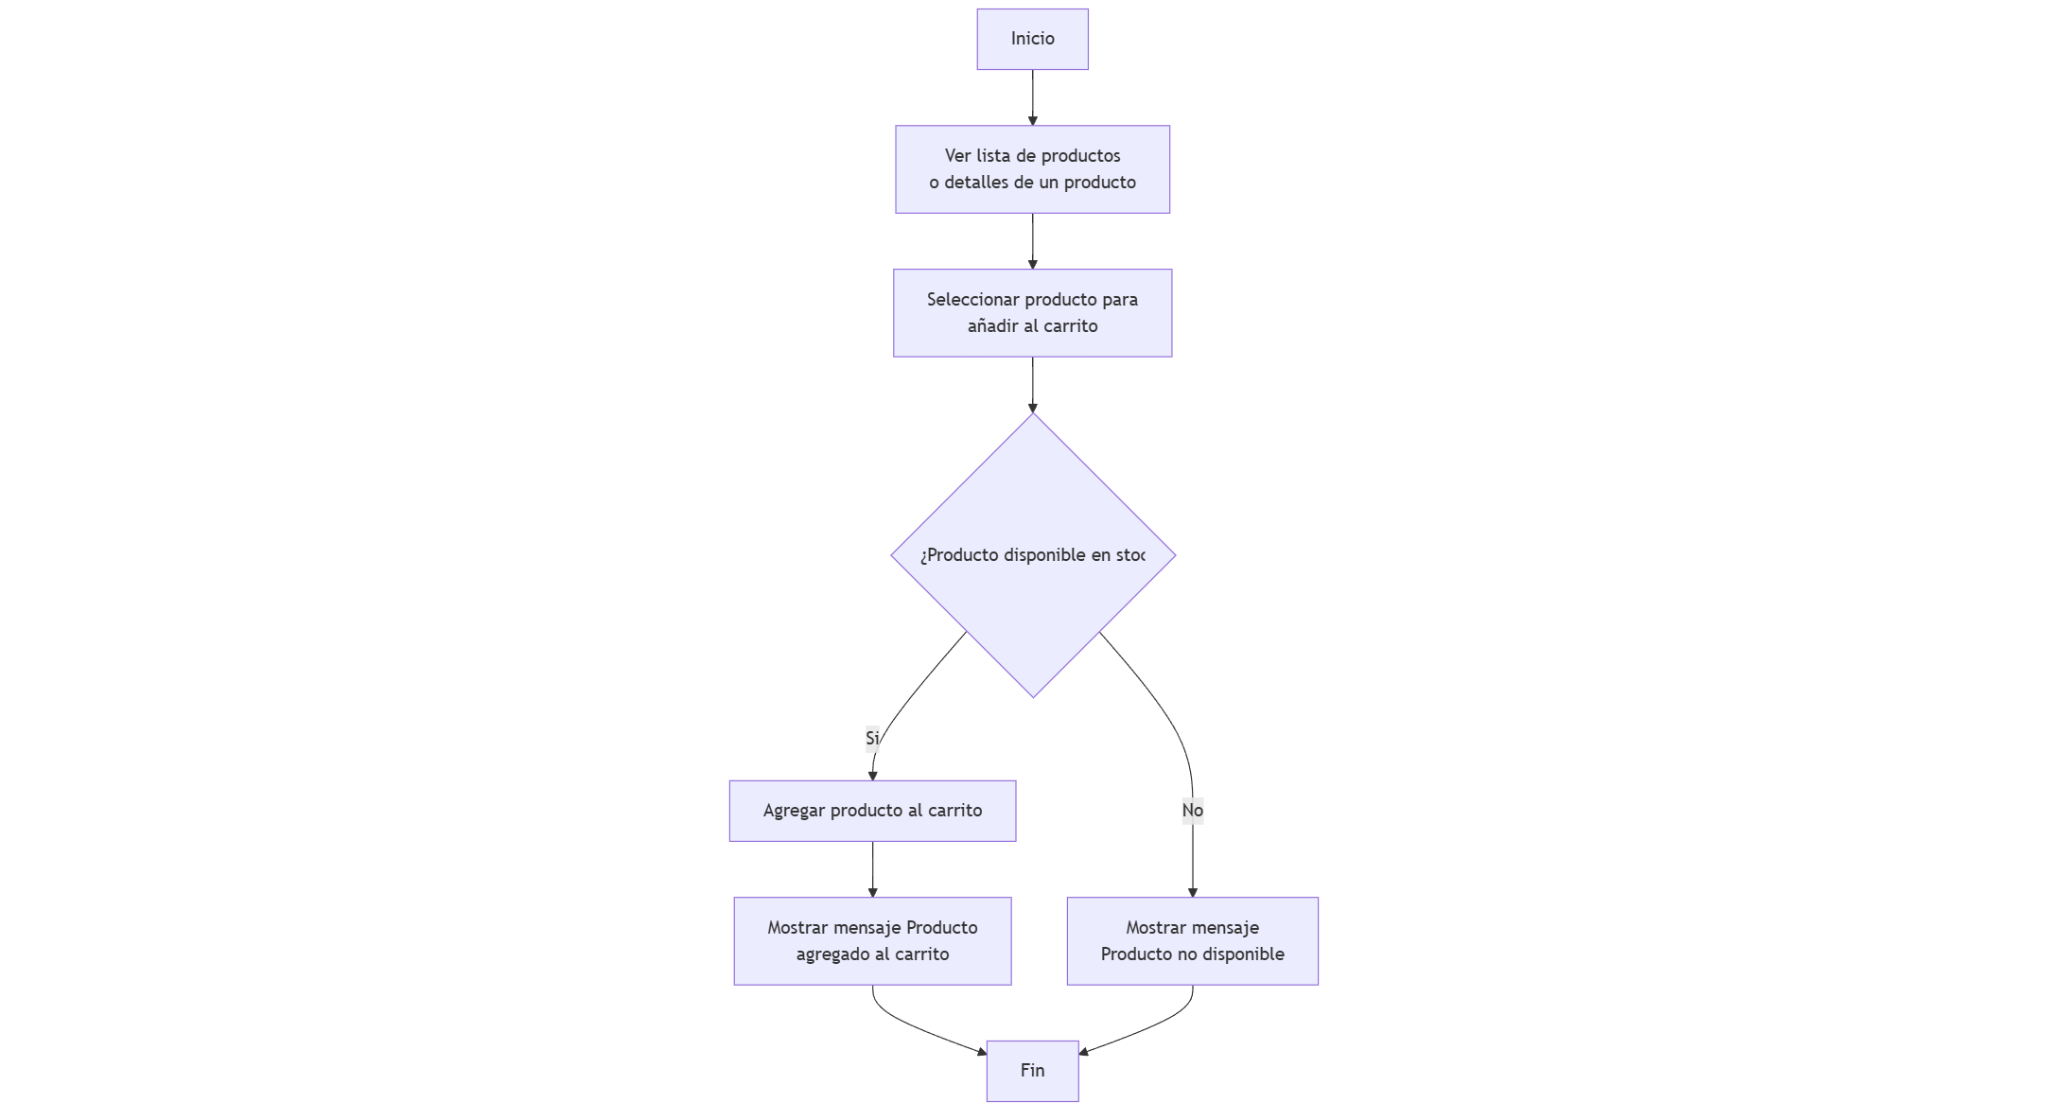 Inicio
Ver lista de productos
o detalles de un producto
Seleccionar producto para
añadir al carrito
¿Producto disponible en
Si
Agregar producto al carrito
No
Mostrar mensaje Producto
agregado al carrito
Mostrar mensaje
Producto no disponible
Fin